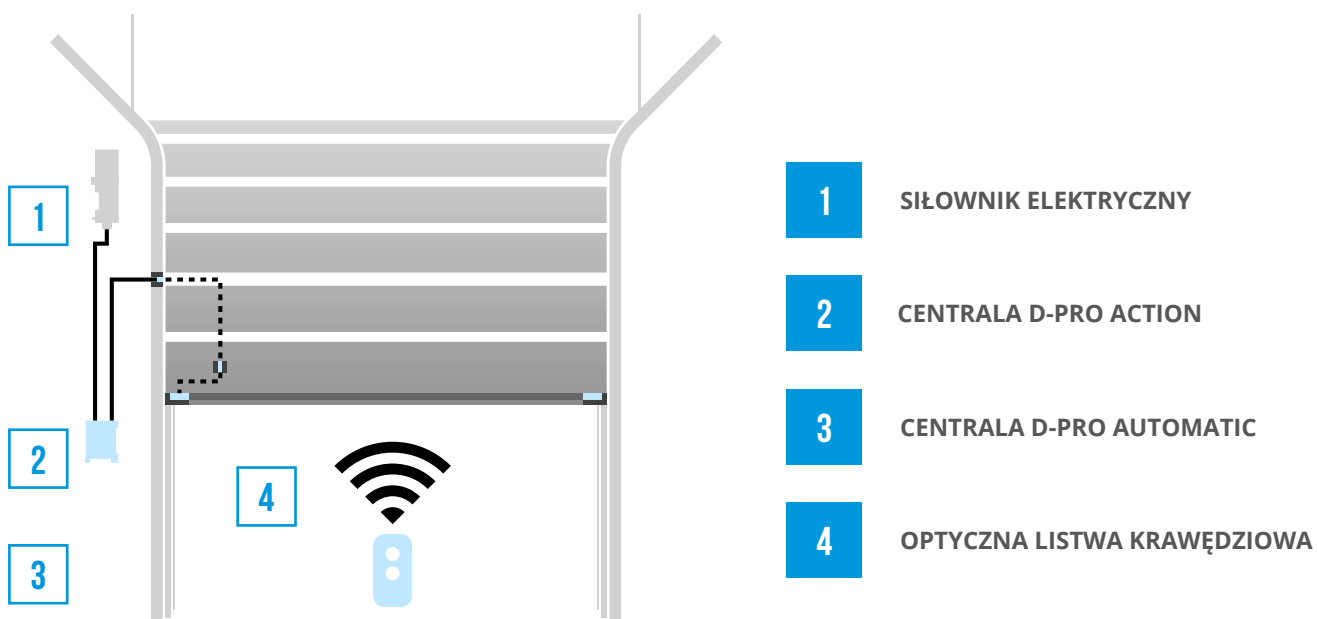 1
2
3
4
1 SIŁOWNIK ELEKTRYCZNY
2 CENTRALA D-PRO ACTION
3 CENTRALA D-PRO AUTOMATIC
4 OPTYCZNA LISTWA KRAWĘDZIOWA